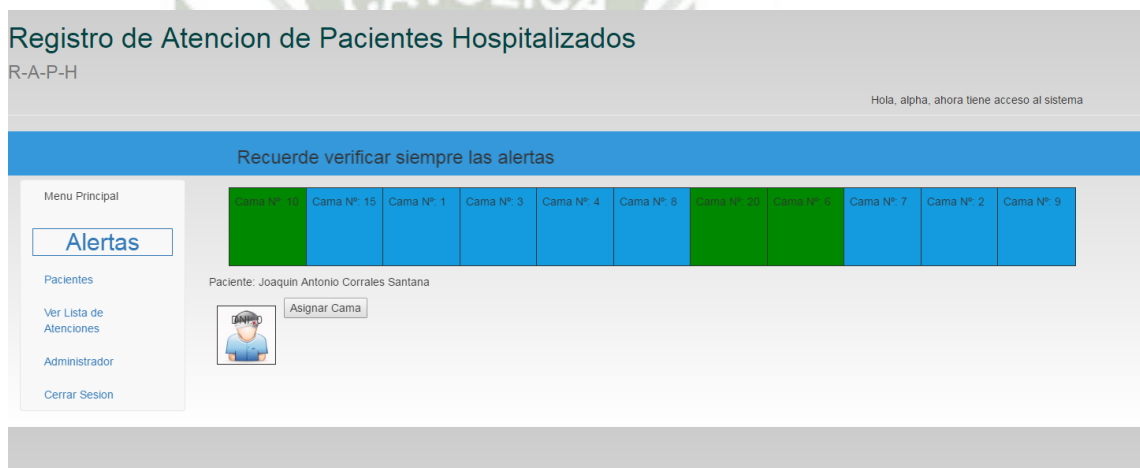 CATOLICA
Registro de Atencion de Pacientes Hospitalizados
R-A-P-H
Hola, alpha, ahora tiene acceso al sistema
Recuerde verificar siempre las alertas
Menu Principal
Alertas
Pacientes
Ver Lista de
Atenciones
Administrador
Cerrar Sesion
Cama Nº: 10 Cama Nº: 15 Cama Nº: 1 Cama Nº: 3 Cama Nº: 4 Cama Nº: 8 Cama Nº: 20 Cama Nº: 6 Cama Nº: 7 Cama Nº: 2 Cama Nº: 9
Paciente: Joaquin Antonio Corrales Santana
Asignar Cama